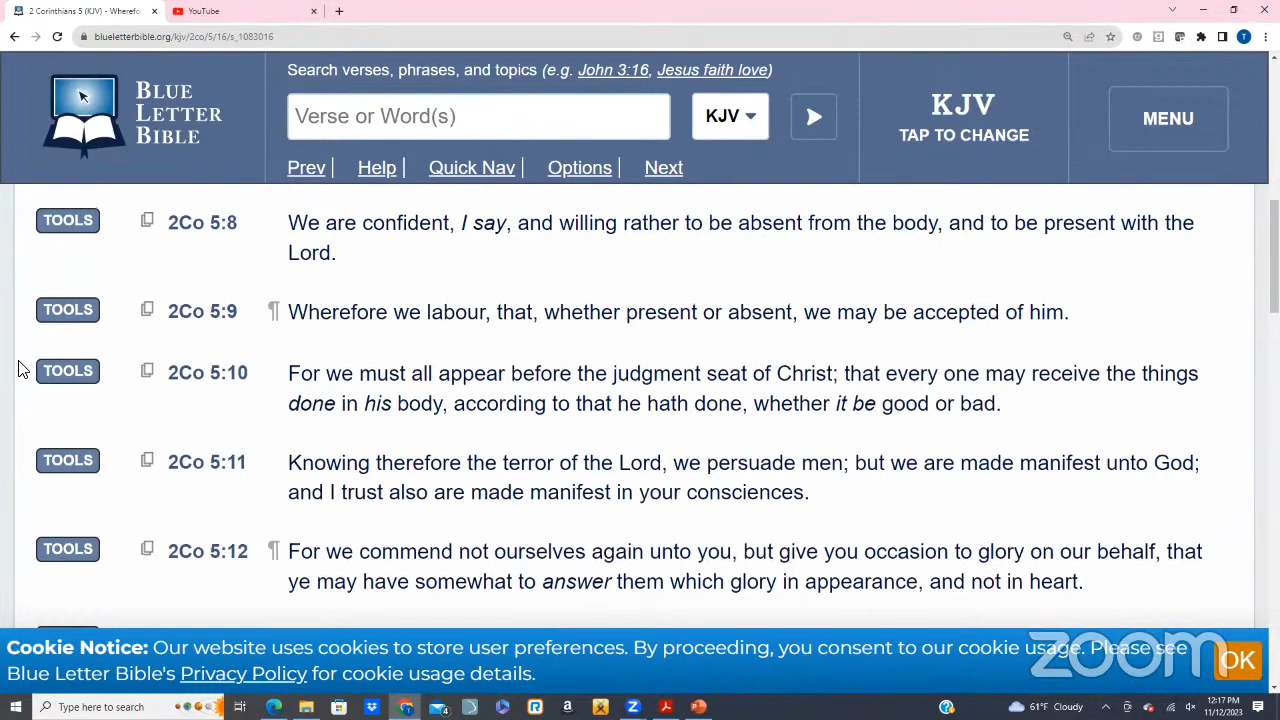 2 Corinthians 5 (KJV) - Wherefo
YouTube
blueletterbible.org/kjv/2co/5/16/s_1083016
T
BLUE
LETTER
BIBLE
Search verses, phrases, and topics (e.g. John 3:16, Jesus faith love)
Verse or Word(s)
KJV
KJV
TAP TO CHANGE
MENU
Prev | Help | Quick Nav | Options | Next
TOOLS 2Co 5:8 We are confident, I say, and willing rather to be absent from the body, and to be present with the
Lord.
TOOLS 2Co 5:9 ¶ Wherefore we labour, that, whether present or absent, we may be accepted of him.
TOOLS 2Co 5:10 For we must all appear before the judgment seat of Christ; that every one may receive the things
done in his body, according to that he hath done, whether it be good or bad.
TOOLS 2Co 5:11 Knowing therefore the terror of the Lord, we persuade men; but we are made manifest unto God;
and I trust also are made manifest in your consciences.
TOOLS 2Co 5:12 ¶ For we commend not ourselves again unto you, but give you occasion to glory on our behalf, that
ye may have somewhat to answer them which glory in appearance, and not in heart.
Cookie Notice: Our website uses cookies to store user preferences. By proceeding, you consent to our cookie usage. Please see
Blue Letter Bible's Privacy Policy for cookie usage details.
OK
zoom
Type here to search
61°F Cloudy
12:17 PM
11/12/2023